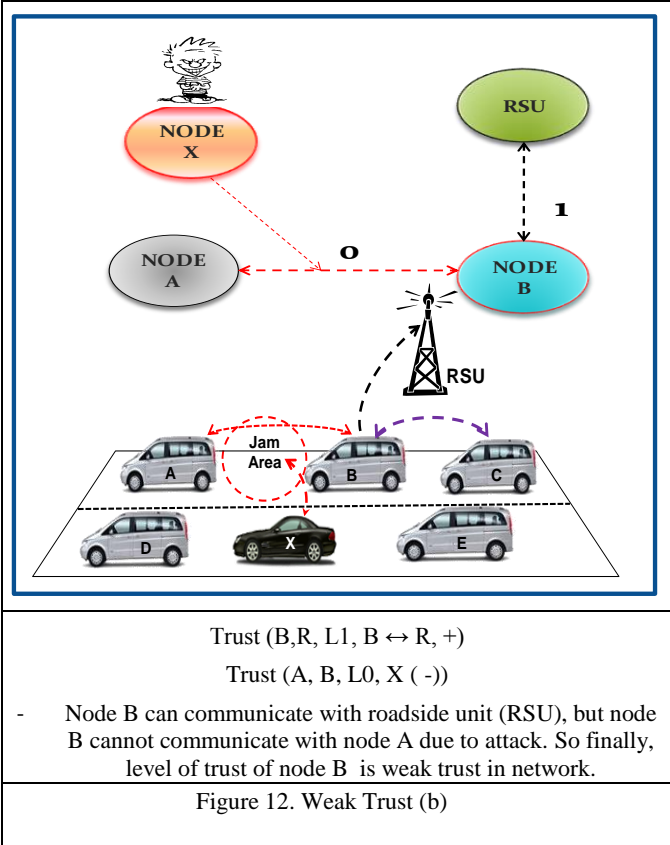 NODE
X
RSU
1
0
NODE
A
NODE
B
RSU
Jam
Area
A
B
C
D
X
E
Trust (B,R, L1, B ↔ R, +)
Trust (A, B, L0, X ( -))
- Node B can communicate with roadside unit (RSU), but node
B cannot communicate with node A due to attack. So finally,
level of trust of node B is weak trust in network.
Figure 12. Weak Trust (b)